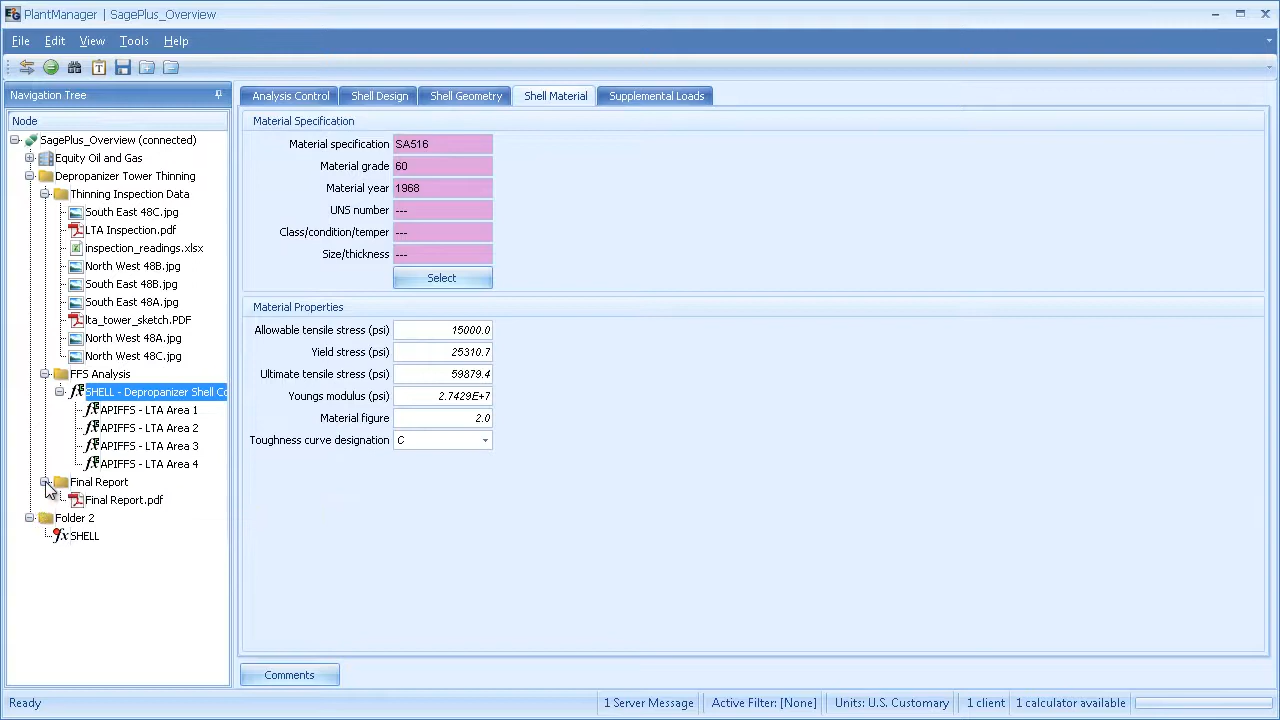 PlantManager | SagePlus_Overview
File Edit View Tools Help
Navigation Tree
Node
SagePlus_Overview (connected)
Equity Oil and Gas
Depropanizer Tower Thinning
Thinning Inspection Data
South East 48C.jpg
LTA Inspection.pdf
inspection_readings.xlsx
North West 48B.jpg
South East 48B.jpg
South East 48A.jpg
lta_tower_sketch.PDF
North West 48A.jpg
North West 48C.jpg
FFS Analysis
SHELL - Depropanizer Shell Co
APIFFS - LTA Area 1
APIFFS - LTA Area 2
APIFFS - LTA Area 3
APIFFS - LTA Area 4
Final Report
Final Report.pdf
Folder 2
SHELL
Analysis Control Shell Design Shell Geometry Shell Material Supplemental Loads
Material Specification
Material specification SA516
Material grade 60
Material year 1968
UNS number ---
Class/condition/temper ---
Size/thickness ---
Select
Material Properties
Allowable tensile stress (psi) 15000.0
Yield stress (psi) 25310.7
Ultimate tensile stress (psi) 59879.4
Youngs modulus (psi) 2.7429E+7
Material figure 2.0
Toughness curve designation C
Comments
Ready 1 Server Message Active Filter: [None] Units: U.S. Customary 1 client 1 calculator available